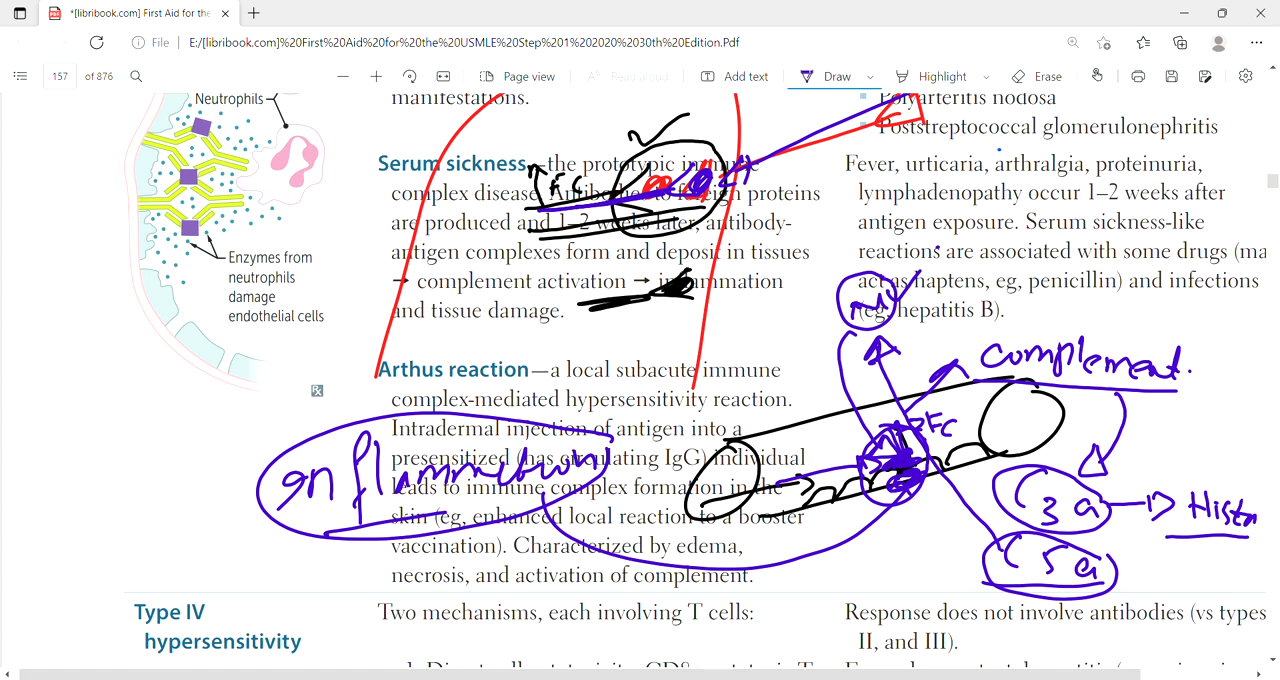 *[libribook.com] First Aid for the
File
E:/[libribook.com]%20First%20Aid%20for%20the%20USMLE%20Step%201%202020%2030th%20Edition.Pdf
157 of 876
Page view
Read aloud
Add text
Draw
Highlight
Erase
Neutrophils
Enzymes from
neutrophils
damage
endothelial cells
manifestations.
Serum sickness—the prototypic immune
complex disease. Antibodies to foreign proteins
are produced and 1–2 weeks later, antibody-
antigen complexes form and deposit in tissues
→ complement activation → inflammation
and tissue damage.
Arthus reaction—a local subacute immune
complex-mediated hypersensitivity reaction.
Intradermal injection of antigen into a
presensitized (has circulating IgG) individual
leads to immune complex formation in the
skin (eg, enhanced local reaction to a booster
vaccination). Characterized by edema,
necrosis, and activation of complement.
Polyarteritis nodosa
Poststreptococcal glomerulonephritis
Fever, urticaria, arthralgia, proteinuria,
lymphadenopathy occur 1–2 weeks after
antigen exposure. Serum sickness-like
reactions are associated with some drugs (ma
act as haptens, eg, penicillin) and infections
(eg, hepatitis B).
FC
complement.
FC
C3a
Hista
C5a
Inflammation
Type IV
hypersensitivity
Two mechanisms, each involving T cells:
Response does not involve antibodies (vs types
II, and III).